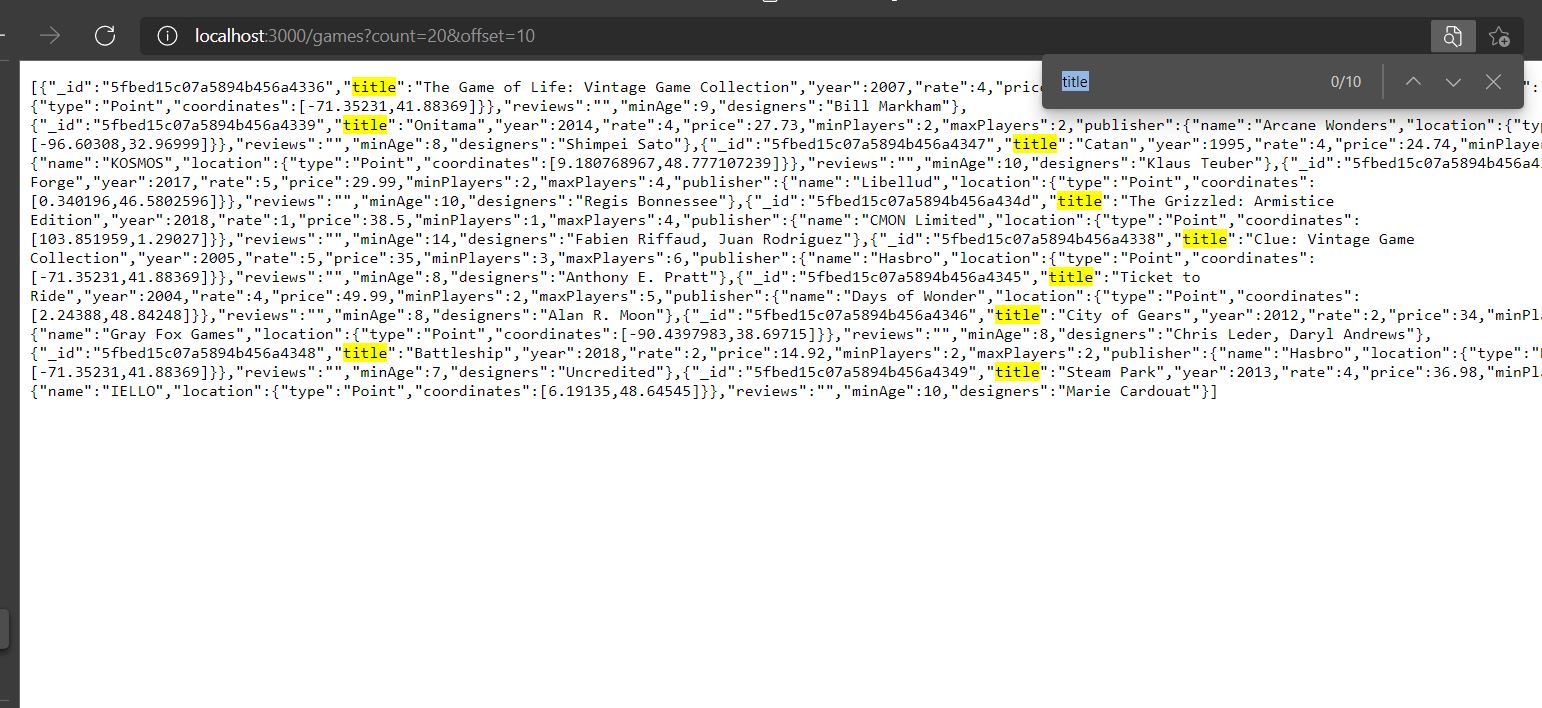 localhost:3000/games?count=20&offset=10
title 0/10
[{"_id":"5fbed15c07a5894b456a4336","title":"The Game of Life: Vintage Game Collection","year":2007,"rate":4,"pric
{"type":"Point","coordinates":[-71.35231,41.88369]}},"reviews":"","minAge":9,"designers":"Bill Markham"},
{"_id":"5fbed15c07a5894b456a4339","title":"Onitama","year":2014,"rate":4,"price":27.73,"minPlayers":2,"maxPlayers":2,"publisher":{"name":"Arcane Wonders","location":{"ty
[-96.60308,32.96999]}},"reviews":"","minAge":8,"designers":"Shimpei Sato"},{"_id":"5fbed15c07a5894b456a4347","title":"Catan","year":1995,"rate":4,"price":24.74,"minPlayer
{"name":"KOSMOS","location":{"type":"Point","coordinates":[9.180768967,48.777107239]}},"reviews":"","minAge":10,"designers":"Klaus Teuber"},{"_id":"5fbed15c07a5894b456a43
Forge","year":2017,"rate":5,"price":29.99,"minPlayers":2,"maxPlayers":4,"publisher":{"name":"Libellud","location":{"type":"Point","coordinates":
[0.340196,46.5802596]}},"reviews":"","minAge":10,"designers":"Regis Bonnessee"},{"_id":"5fbed15c07a5894b456a434d","title":"The Grizzled: Armistice
Edition","year":2018,"rate":1,"price":38.5,"minPlayers":1,"maxPlayers":4,"publisher":{"name":"CMON Limited","location":{"type":"Point","coordinates":
[103.851959,1.29027]}},"reviews":"","minAge":14,"designers":"Fabien Riffaud, Juan Rodriguez"},{"_id":"5fbed15c07a5894b456a4338","title":"Clue: Vintage Game
Collection","year":2005,"rate":5,"price":35,"minPlayers":3,"maxPlayers":6,"publisher":{"name":"Hasbro","location":{"type":"Point","coordinates":
[-71.35231,41.88369]}},"reviews":"","minAge":8,"designers":"Anthony E. Pratt"},{"_id":"5fbed15c07a5894b456a4345","title":"Ticket to
Ride","year":2004,"rate":4,"price":49.99,"minPlayers":2,"maxPlayers":5,"publisher":{"name":"Days of Wonder","location":{"type":"Point","coordinates":
[2.24388,48.84248]}},"reviews":"","minAge":8,"designers":"Alan R. Moon"},{"_id":"5fbed15c07a5894b456a4346","title":"City of Gears","year":2012,"rate":2,"price":34,"minPl
{"name":"Gray Fox Games","location":{"type":"Point","coordinates":[-90.4397983,38.69715]}},"reviews":"","minAge":8,"designers":"Chris Leder, Daryl Andrews"},
{"_id":"5fbed15c07a5894b456a4348","title":"Battleship","year":2018,"rate":2,"price":14.92,"minPlayers":2,"maxPlayers":2,"publisher":{"name":"Hasbro","location":{"type":"
[-71.35231,41.88369]}},"reviews":"","minAge":7,"designers":"Uncredited"},{"_id":"5fbed15c07a5894b456a4349","title":"Steam Park","year":2013,"rate":4,"price":36.98,"minPl
{"name":"IELLO","location":{"type":"Point","coordinates":[6.19135,48.64545]}},"reviews":"","minAge":10,"designers":"Marie Cardouat"}]